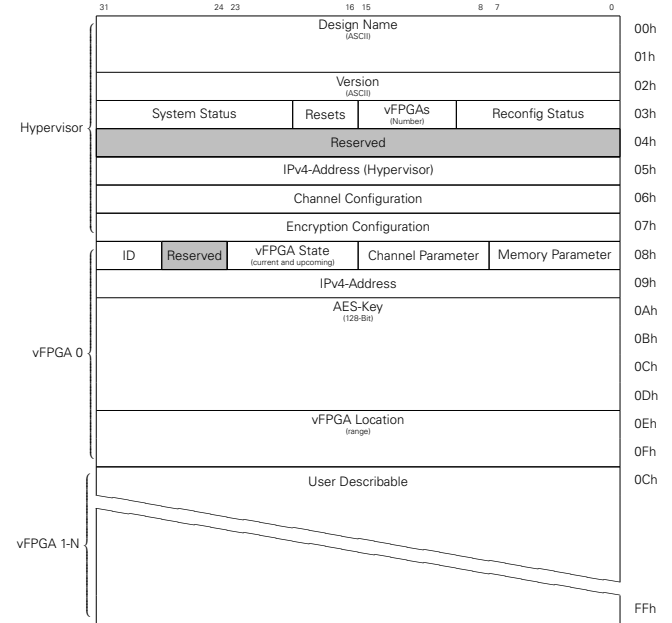 31 24 23 16 15 8 7 0
Design Name
(ASCII)
00h
01h
Version
(ASCII)
02h
System Status Resets vFPGAs
(Number)
Reconfig Status 03h
Hypervisor
Reserved 04h
IPv4-Address (Hypervisor) 05h
Channel Configuration 06h
Encryption Configuration 07h
ID Reserved vFPGA State
(current and upcoming)
Channel Parameter Memory Parameter 08h
IPv4-Address 09h
AES-Key
(128-Bit)
0Ah
0Bh
vFPGA 0
0Ch
0Dh
vFPGA Location
(range)
0Eh
0Fh
User Describable 0Ch
vFPGA 1-N
FFh